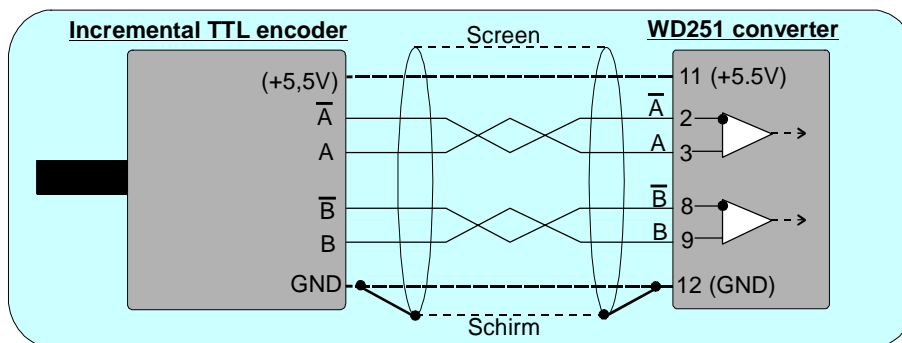 Incremental TTL encoder
Screen
WD251 converter
(+5,5V)
11 (+5.5V)
A̅
A̅
2
A
A
3
B̅
B̅
8
B
B
9
GND
12 (GND)
Schirm